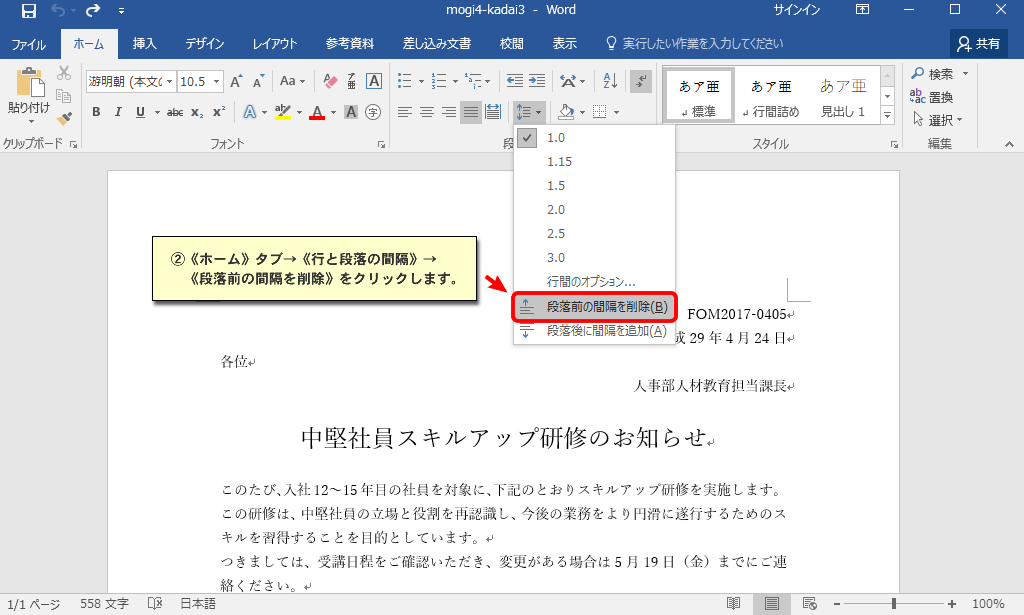 mogi4-kadai3 - Word
サインイン
ファイル ホーム 挿入 デザイン レイアウト 参考資料 差し込み文書 校閲 表示 実行したい作業を入力してください 共有
貼り付け
游明朝 (本文の 10.5 A A Aa A
B I U abc x₂ x² A ab A A 字
あア亜 あア亜 あア亜
↲標準 ↲行間詰め 見出し 1
検索
置換
選択
クリップボード フォント 段 スタイル 編集
1.0
1.15
1.5
2.0
2.5
3.0
行間のオプション...
段落前の間隔を削除(B)
段落後に間隔を追加(A)
②《ホーム》タブ→《行と段落の間隔》→
《段落前の間隔を削除》をクリックします。
FOM2017-0405↵
成 29 年 4 月 24 日↵
各位↵
人事部人材教育担当課長↵
中堅社員スキルアップ研修のお知らせ↵
このたび、入社 12～15 年目の社員を対象に、下記のとおりスキルアップ研修を実施します。
この研修は、中堅社員の立場と役割を再認識し、今後の業務をより円滑に遂行するためのス
キルを習得することを目的としています。↵
つきましては、受講日程をご確認いただき、変更がある場合は 5 月 19 日（金）までにご連
絡ください。↵
1/1 ページ 558 文字 日本語 100%